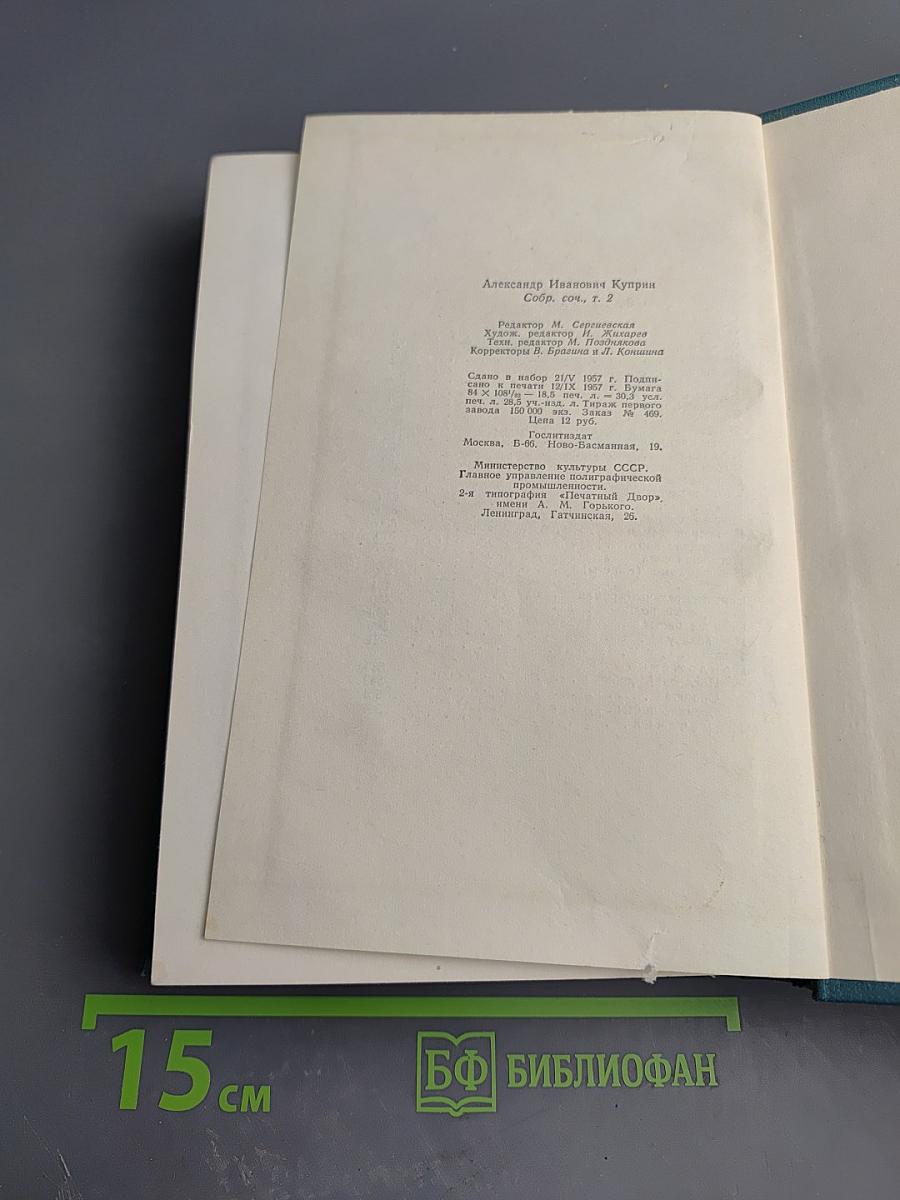 Александр Иванович Куприн
Собр. соч., т. 2
Редактор М. Сергиевская
Худож. редактор И. Жихарев
Техн. редактор М. Позднякова
Корректоры В. Брагина и Л. Коншина
Сдано в набор 21/V 1957 г. Подпи-
сано к печати 12/IX 1957 г. Бумага
84 × 108¹/₃₂ — 18,5 печ. л. = 30,3 усл.
печ. л. 28,5 уч.-изд. л. Тираж первого
завода 150 000 экз. Заказ № 469.
Цена 12 руб.
Гослитиздат
Москва, Б-66. Ново-Басманная, 19.
Министерство культуры СССР.
Главное управление полиграфической
промышленности.
2-я типография «Печатный Двор»
имени А. М. Горького.
Ленинград, Гатчинская, 26.
15 см
БФ БИБЛИОФАН